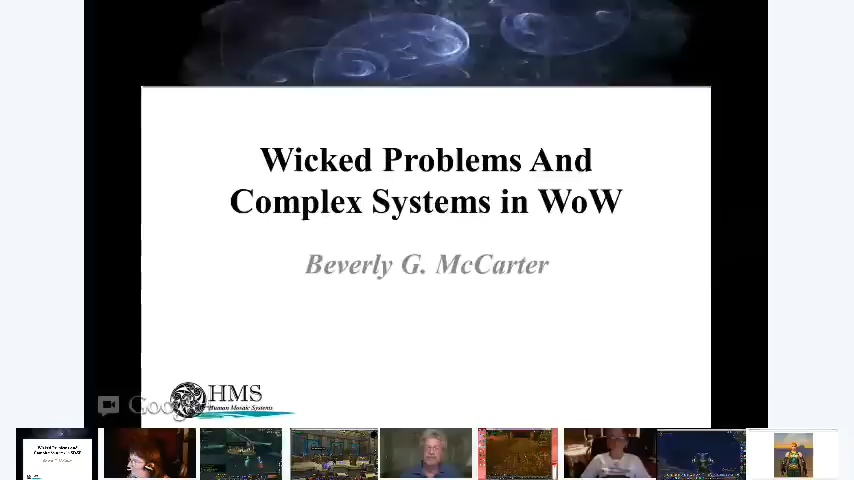 Wicked Problems And
Complex Systems in WoW
Beverly G. McCarter
HMS
Human Mosaic Systems